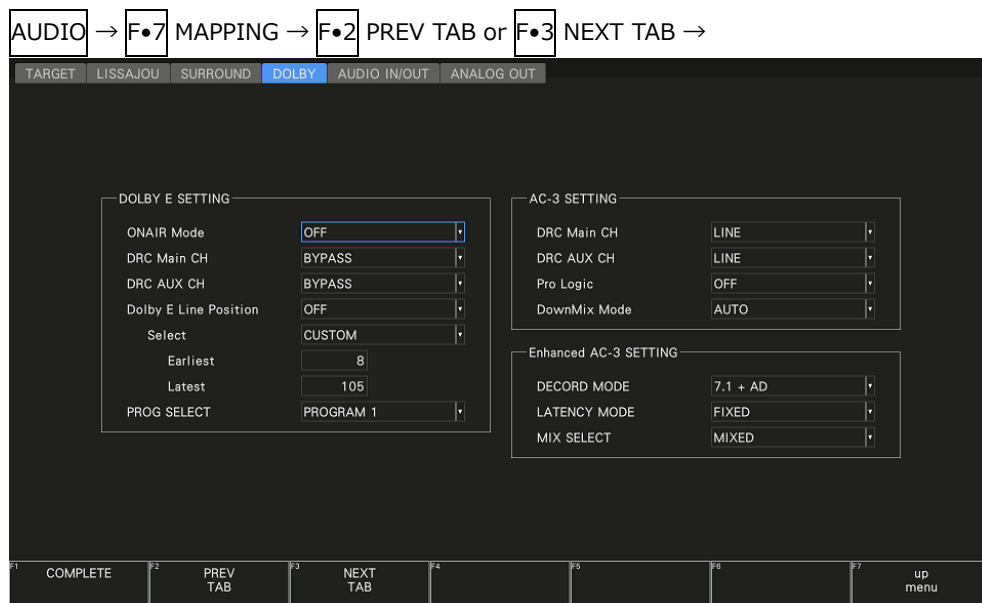 AUDIO → F•7 MAPPING → F•2 PREV TAB or F•3 NEXT TAB →
TARGET LISSAJOU SURROUND DOLBY AUDIO IN/OUT ANALOG OUT
DOLBY E SETTING
ONAIR Mode OFF
DRC Main CH BYPASS
DRC AUX CH BYPASS
Dolby E Line Position OFF
Select CUSTOM
Earliest 8
Latest 105
PROG SELECT PROGRAM 1
AC-3 SETTING
DRC Main CH LINE
DRC AUX CH LINE
Pro Logic OFF
DownMix Mode AUTO
Enhanced AC-3 SETTING
DECORD MODE 7.1 + AD
LATENCY MODE FIXED
MIX SELECT MIXED
F1 COMPLETE
F2 PREV
TAB
F3 NEXT
TAB
F4
F5
F6
F7 up
menu